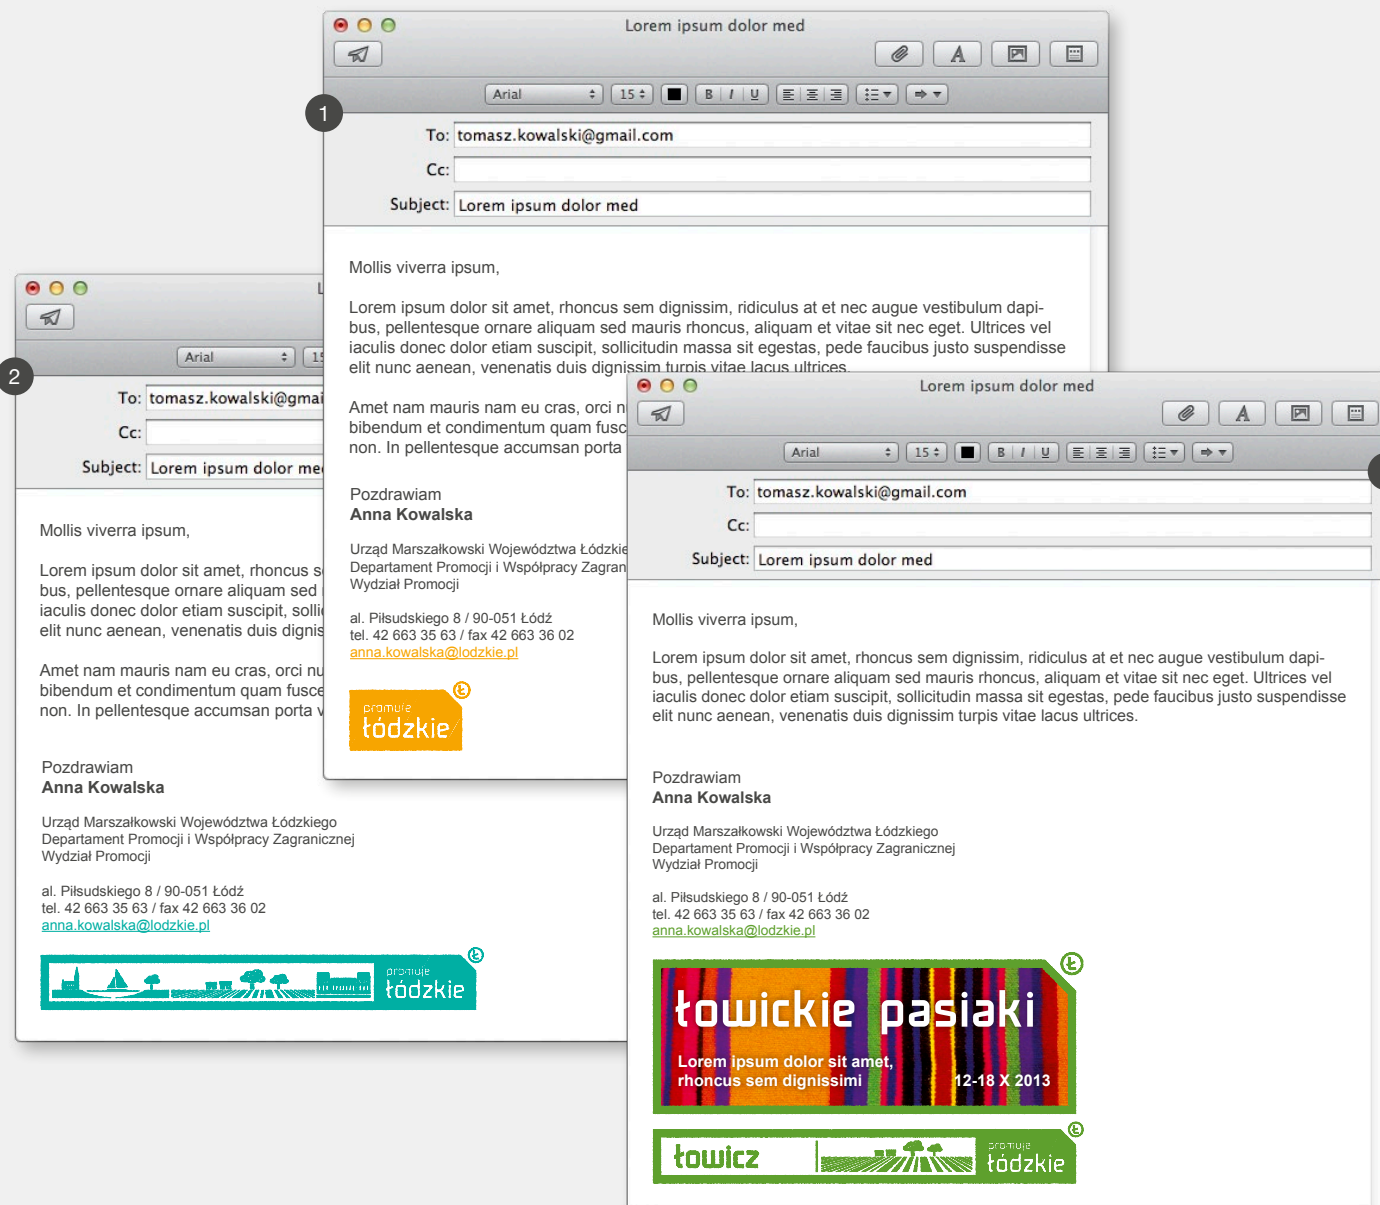 Lorem ipsum dolor med
Arial
15
B I U
1
To: tomasz.kowalski@gmail.com
Cc:
Subject: Lorem ipsum dolor med
Mollis viverra ipsum,
Lorem ipsum dolor sit amet, rhoncus sem dignissim, ridiculus at et nec augue vestibulum dapi-
bus, pellentesque ornare aliquam sed mauris rhoncus, aliquam et vitae sit nec eget. Ultrices vel
iaculis donec dolor etiam suscipit, sollicitudin massa sit egestas, pede faucibus justo suspendisse
elit nunc aenean, venenatis duis dignissim turpis vitae lacus ultrices.
Amet nam mauris nam eu cras, orci
bibendum et condimentum quam fusc
non. In pellentesque accumsan porta
Pozdrawiam
Anna Kowalska
Urząd Marszałkowski Województwa Łódzkie
Departament Promocji i Współpracy Zagran
Wydział Promocji
al. Piłsudskiego 8 / 90-051 Łódź
tel. 42 663 35 63 / fax 42 663 36 02
anna.kowalska@lodzkie.pl
promuje
łódzkie
Arial
2
To: tomasz.kowalski@gmai
Cc:
Subject: Lorem ipsum dolor me
Mollis viverra ipsum,
Lorem ipsum dolor sit amet, rhoncus s
bus, pellentesque ornare aliquam sed
iaculis donec dolor etiam suscipit, solli
elit nunc aenean, venenatis duis dignis
Amet nam mauris nam eu cras, orci nu
bibendum et condimentum quam fusce
non. In pellentesque accumsan porta v
Pozdrawiam
Anna Kowalska
Urząd Marszałkowski Województwa Łódzkiego
Departament Promocji i Współpracy Zagranicznej
Wydział Promocji
al. Piłsudskiego 8 / 90-051 Łódź
tel. 42 663 35 63 / fax 42 663 36 02
anna.kowalska@lodzkie.pl
promuje
łódzkie
Lorem ipsum dolor med
Arial
15
B I U
To: tomasz.kowalski@gmail.com
Cc:
Subject: Lorem ipsum dolor med
Mollis viverra ipsum,
Lorem ipsum dolor sit amet, rhoncus sem dignissim, ridiculus at et nec augue vestibulum dapi-
bus, pellentesque ornare aliquam sed mauris rhoncus, aliquam et vitae sit nec eget. Ultrices vel
iaculis donec dolor etiam suscipit, sollicitudin massa sit egestas, pede faucibus justo suspendisse
elit nunc aenean, venenatis duis dignissim turpis vitae lacus ultrices.
Pozdrawiam
Anna Kowalska
Urząd Marszałkowski Województwa Łódzkiego
Departament Promocji i Współpracy Zagranicznej
Wydział Promocji
al. Piłsudskiego 8 / 90-051 Łódź
tel. 42 663 35 63 / fax 42 663 36 02
anna.kowalska@lodzkie.pl
łowickie pasiaki
Lorem ipsum dolor sit amet,
rhoncus sem dignissimi 12-18 X 2013
łowicz
promuje
łódzkie